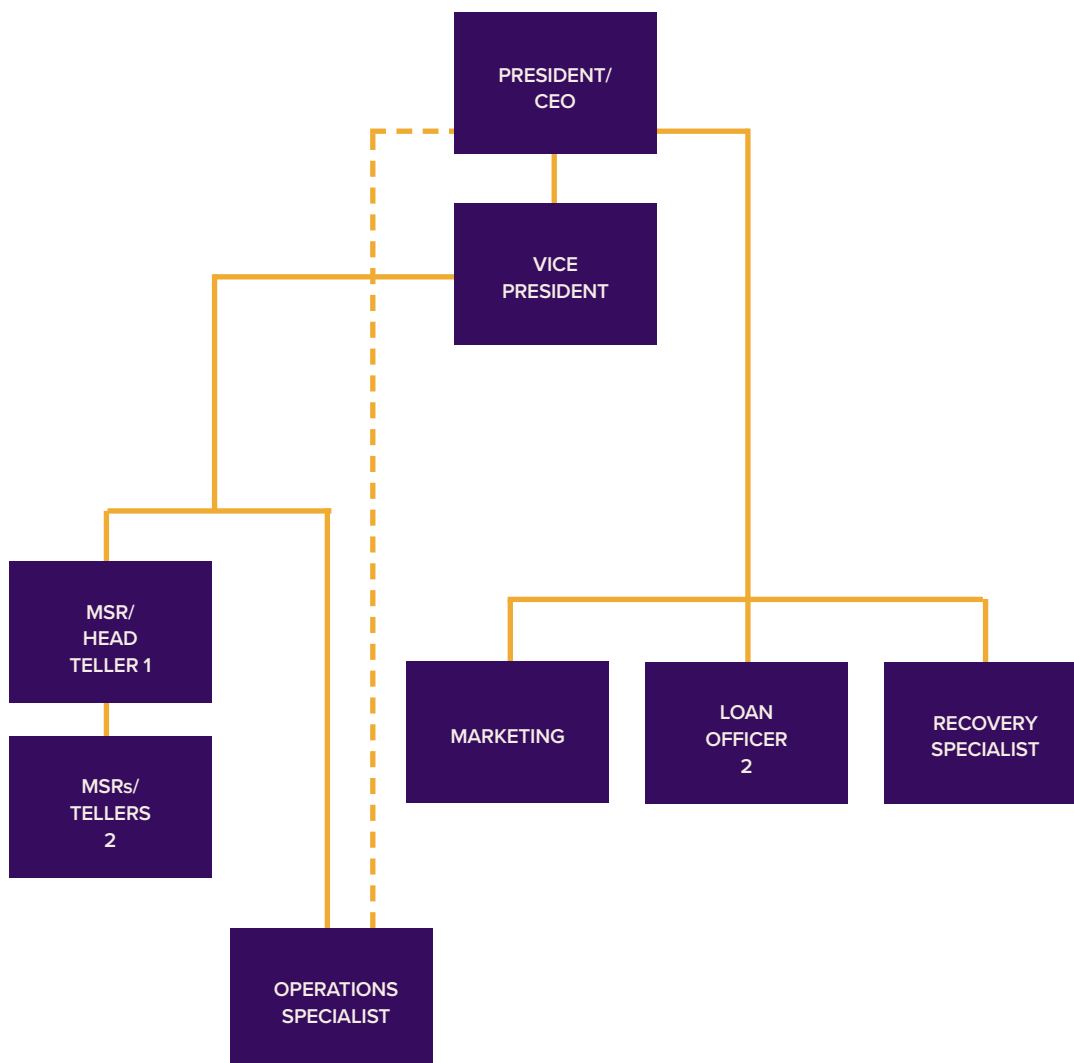 PRESIDENT/
CEO
VICE
PRESIDENT
MSR/
HEAD
TELLER 1
MSRs/
TELLERS
2
MARKETING
LOAN
OFFICER
2
RECOVERY
SPECIALIST
OPERATIONS
SPECIALIST